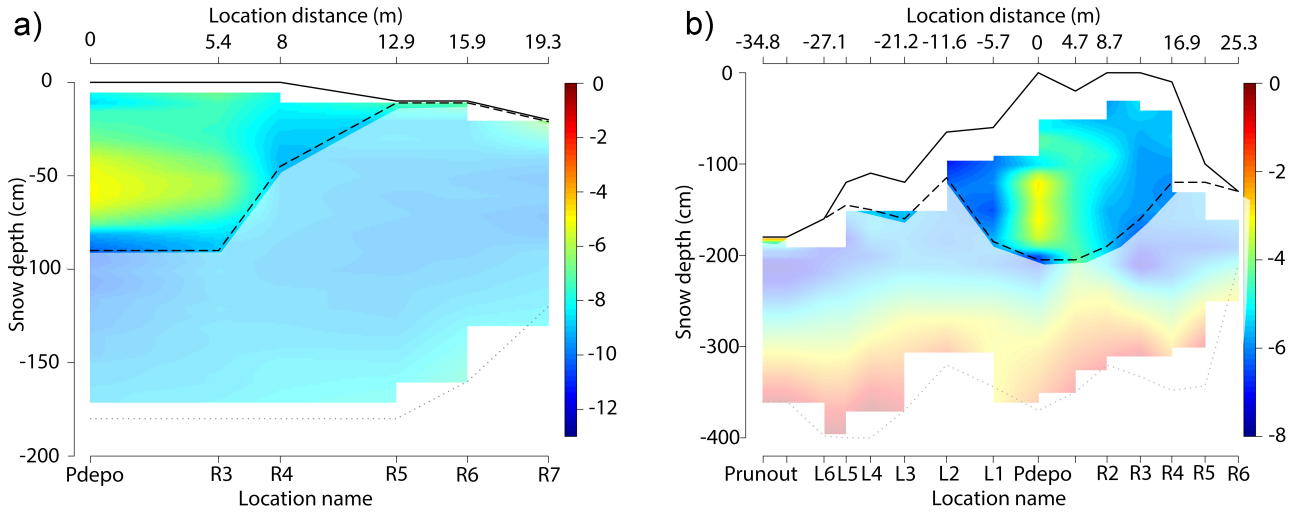 a)
Location distance (m)
0 5.4 8 12.9 15.9 19.3
Snow depth (cm)
0
-50
-100
-150
-200
Pdepo R3 R4 R5 R6 R7
Location name
0
-2
-4
-6
-8
-10
-12
b)
Location distance (m)
-34.8 -27.1 -21.2 -11.6 -5.7 0 4.7 8.7 16.9 25.3
Snow depth (cm)
0
-100
-200
-300
-400
Prunout L6 L5 L4 L3 L2 L1 Pdepo R2 R3 R4 R5 R6
Location name
0
-2
-4
-6
-8